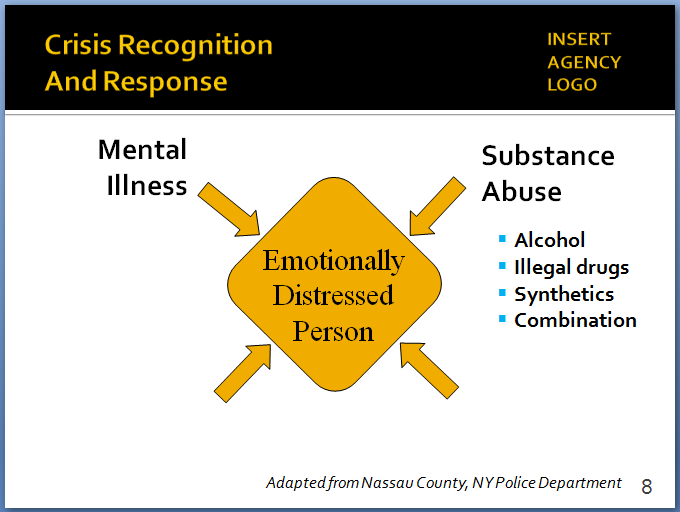 Crisis Recognition
And Response
INSERT
AGENCY
LOGO
Mental
Illness
Substance
Abuse
Alcohol
Illegal drugs
Synthetics
Combination
Emotionally
Distressed
Person
Adapted from Nassau County, NY Police Department
8